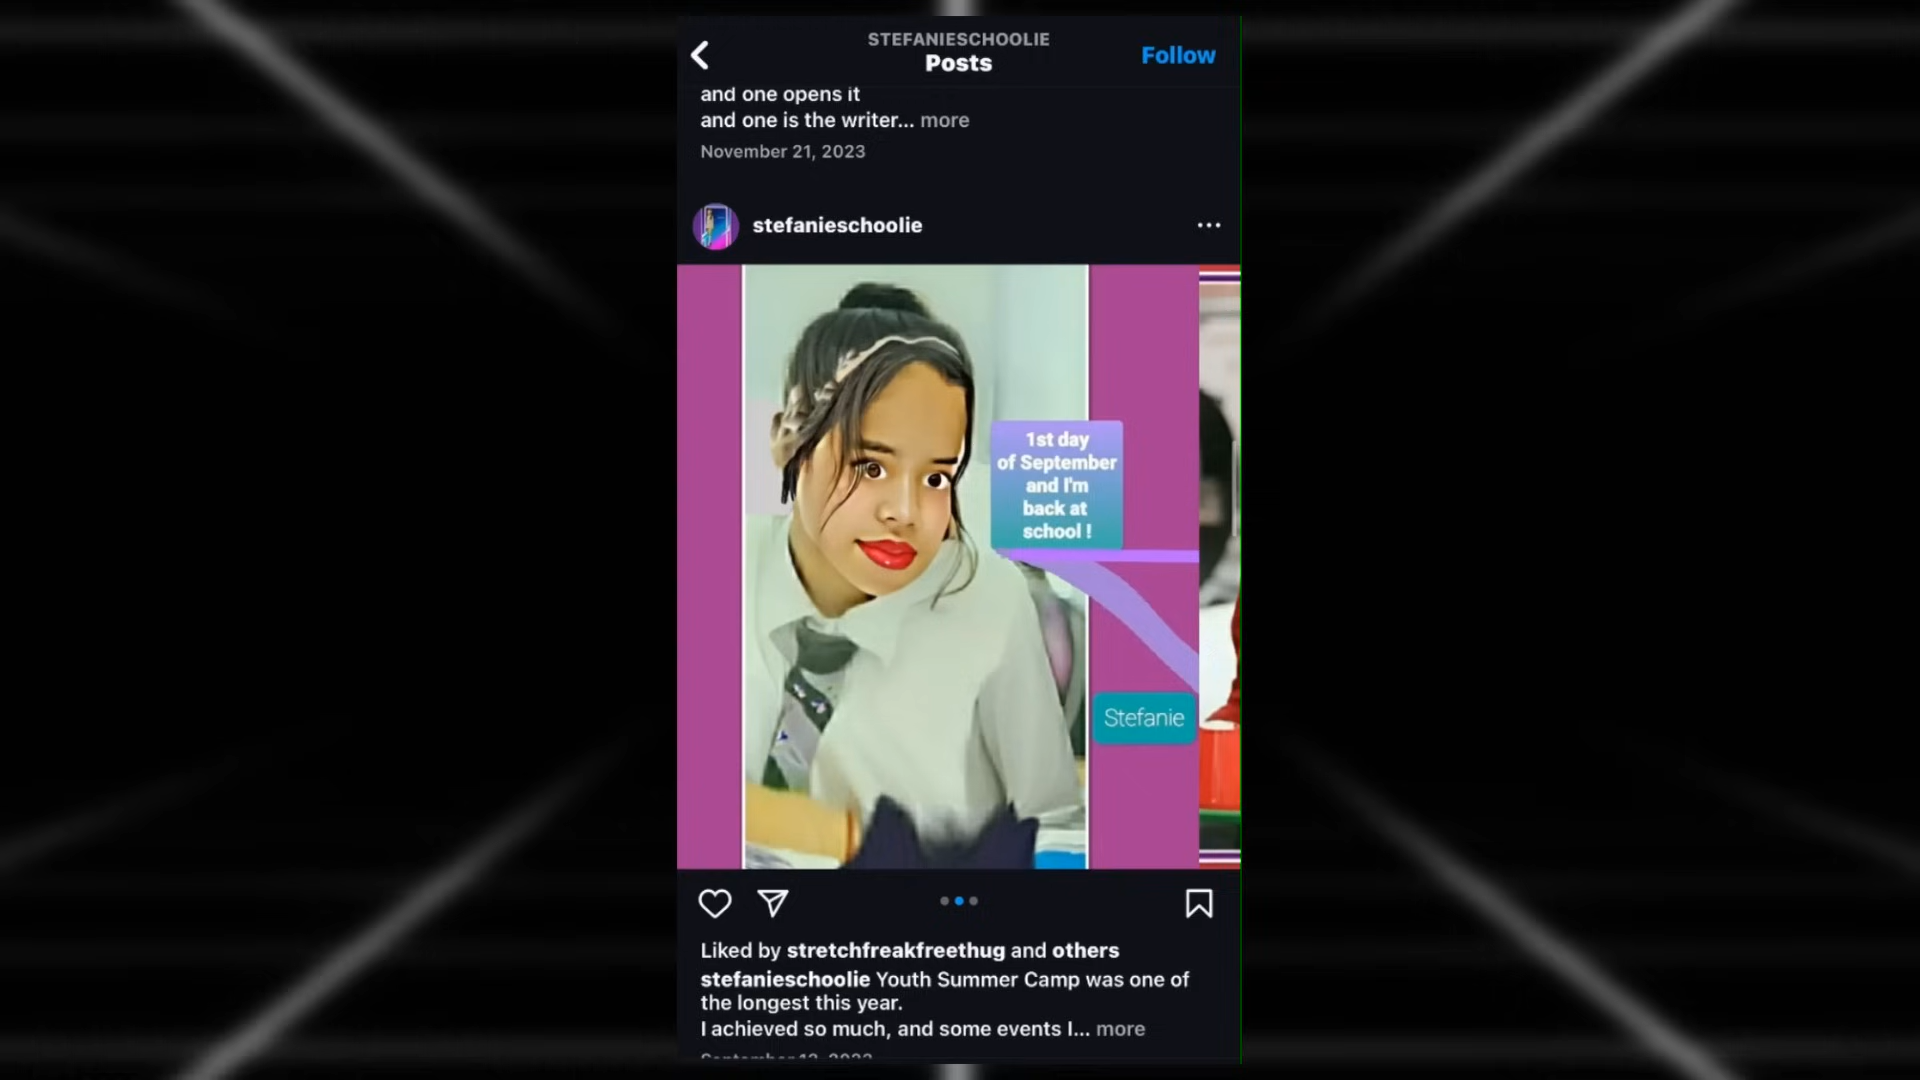 STEFANIESCHOOLIE
Posts
Follow
and one opens it
and one is the writer... more
November 21, 2023
stefanieschoolie
1st day
of September
and I'm
back at
school !
Stefanie
Liked by stretchfreakfreethug and others
stefanieschoolie Youth Summer Camp was one of
the longest this year.
I achieved so much, and some events I... more